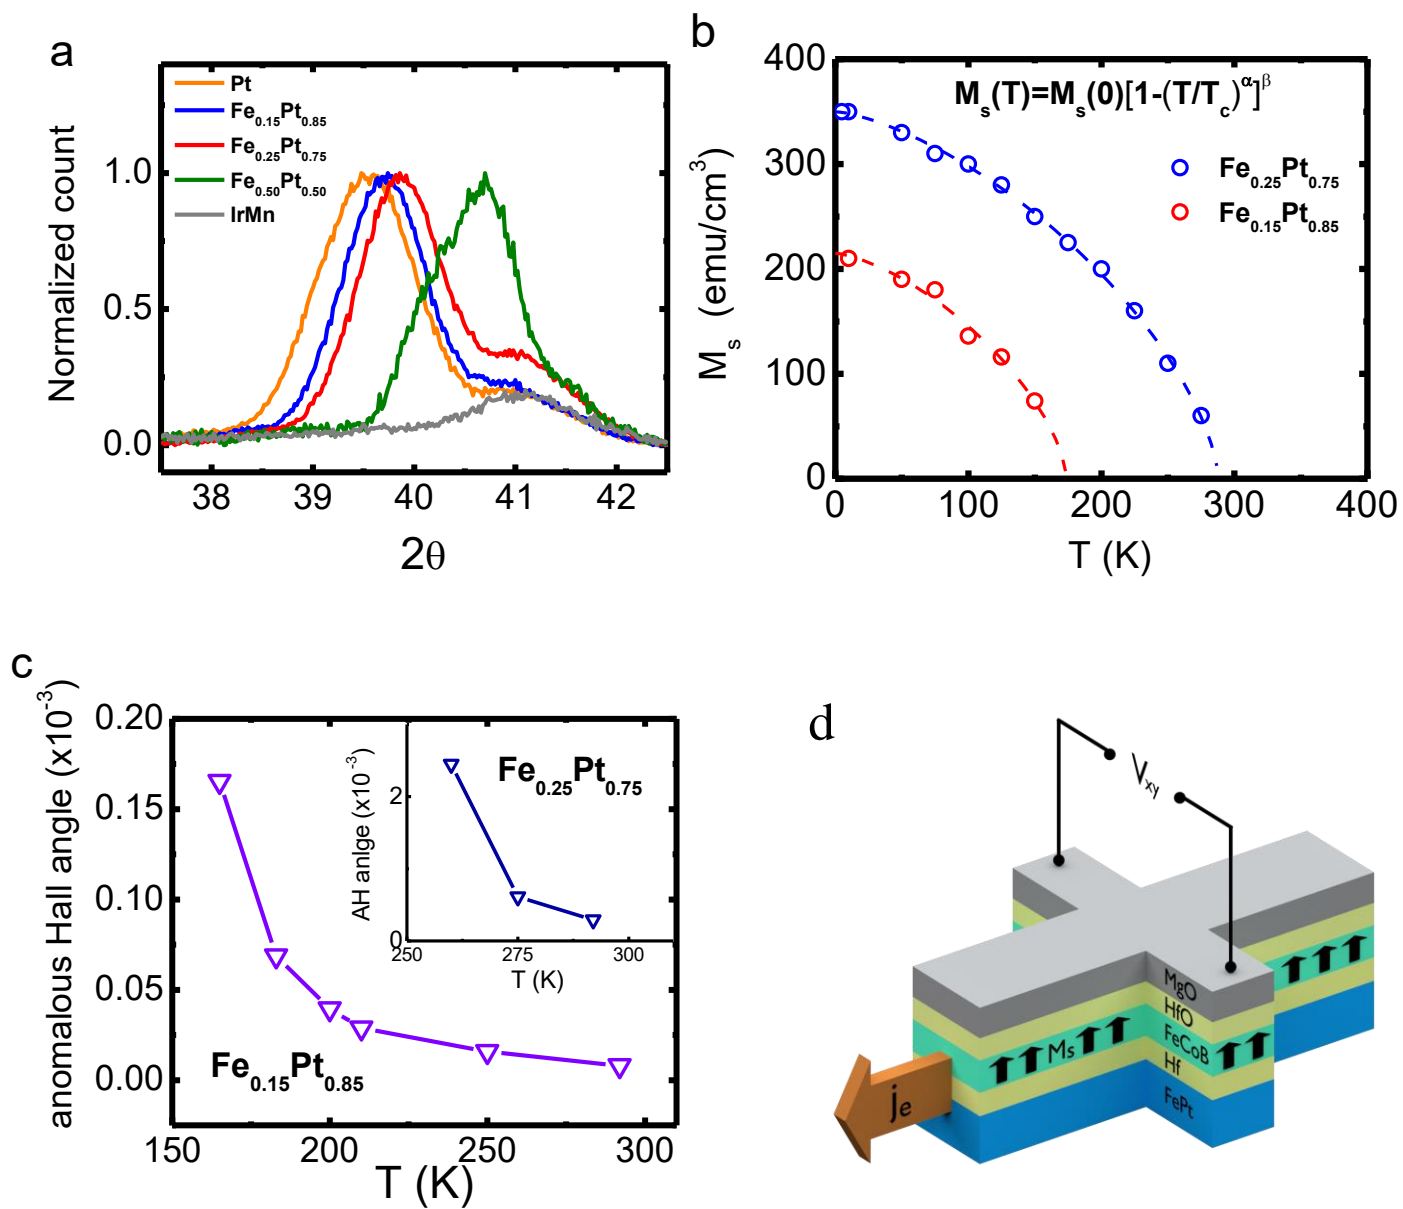 a
Pt
Fe0.15Pt0.85
Fe0.25Pt0.75
Fe0.50Pt0.50
IrMn
1.0
0.5
0.0
Normalized count
38 39 40 41 42
2θ
b
Ms(T)=Ms(0)[1-(T/Tc)^α]^β
Fe0.25Pt0.75
Fe0.15Pt0.85
400
300
200
100
0
Ms (emu/cm³)
0 100 200 300 400
T (K)
c
0.20
0.15
0.10
0.05
0.00
anomalous Hall angle (x10⁻³)
Fe0.15Pt0.85
150 200 250 300
T (K)
Fe0.25Pt0.75
2
0
AH anlge (x10⁻³)
250 275 300
T (K)
d
Vxy
MgO
HfO
FeCoB
Hf
FePt
Ms
je